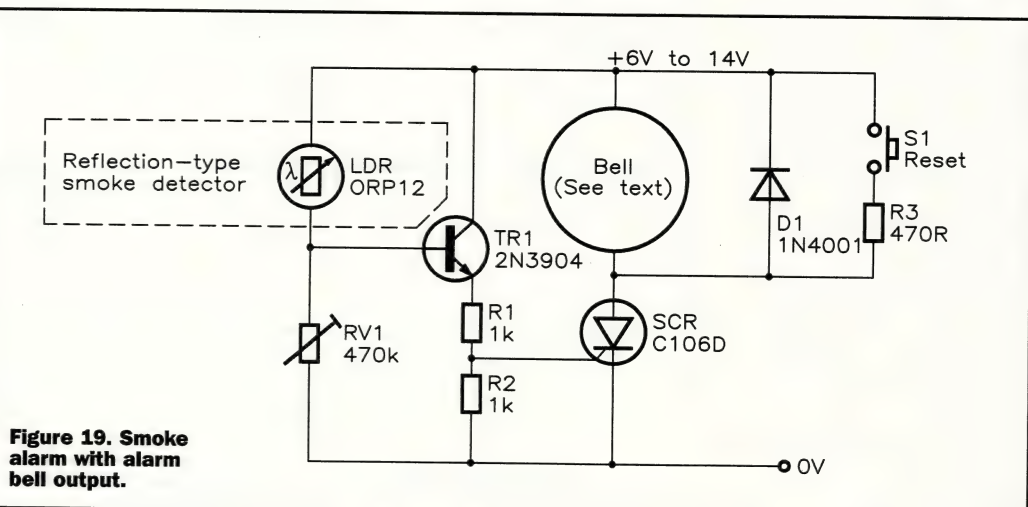 +6V to 14V
Reflection-type
smoke detector
λ
LDR
ORP12
Bell
(See text)
S1
Reset
D1
1N4001
R3
470R
TR1
2N3904
R1
1k
SCR
C106D
RV1
470k
R2
1k
0V
Figure 19. Smoke
alarm with alarm
bell output.